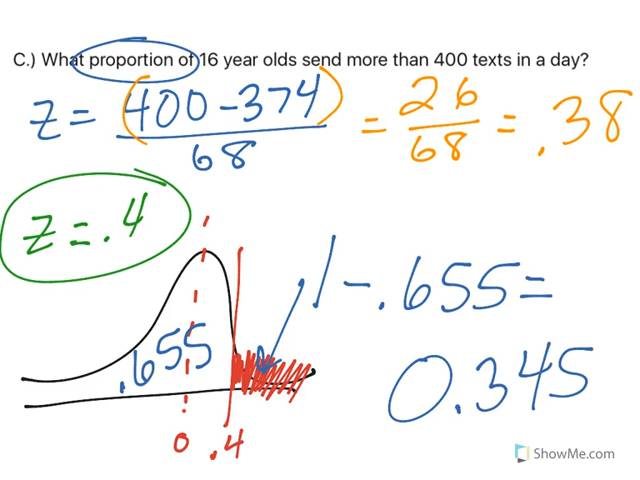 C.) What proportion of 16 year olds send more than 400 texts in a day?
z = (400 - 374) / 68 = 26 / 68 = .38
z = .4
1 - .655 =
0.345
.655
0 .4
ShowMe.com